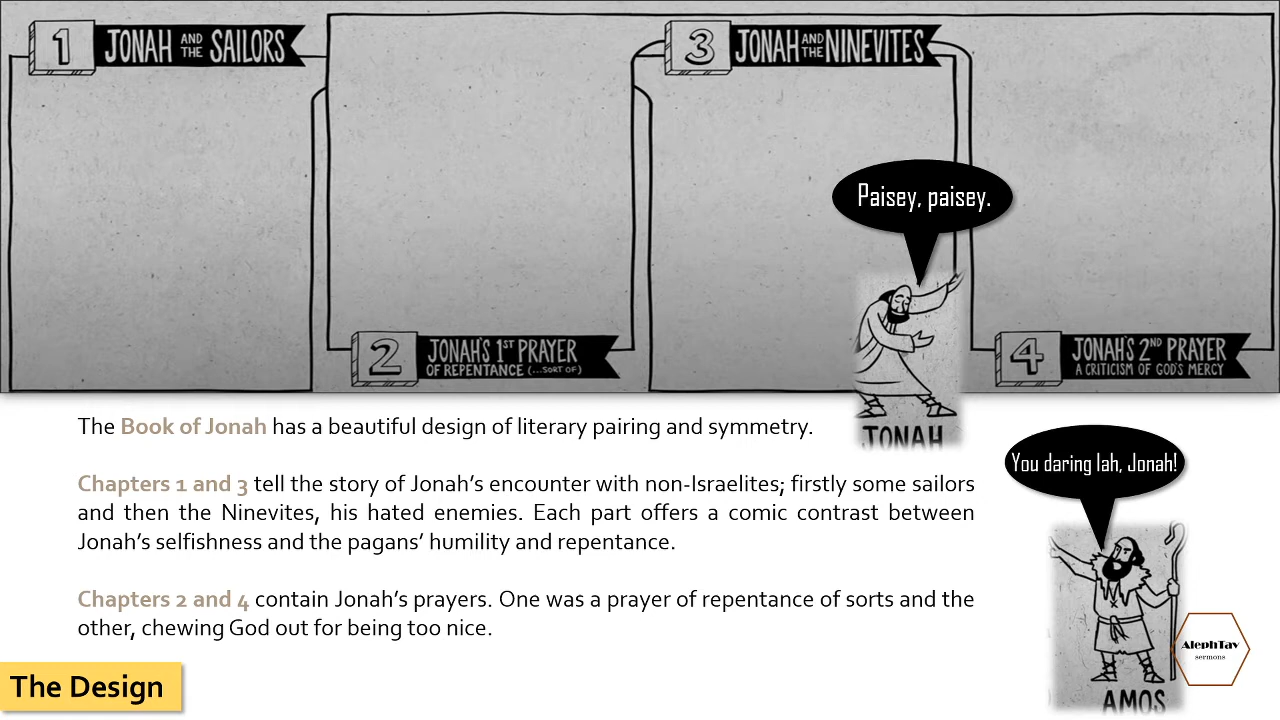 1 JONAH AND THE SAILORS
3 JONAH AND THE NINEVITES
Paisey, paisey.
2 JONAH'S 1ST PRAYER
OF REPENTANCE (...SORT OF)
4 JONAH'S 2ND PRAYER
A CRITICISM OF GOD'S MERCY
JONAH
The Book of Jonah has a beautiful design of literary pairing and symmetry.
Chapters 1 and 3 tell the story of Jonah’s encounter with non-Israelites; firstly some sailors
and then the Ninevites, his hated enemies. Each part offers a comic contrast between
Jonah’s selfishness and the pagans’ humility and repentance.
Chapters 2 and 4 contain Jonah’s prayers. One was a prayer of repentance of sorts and the
other, chewing God out for being too nice.
You daring lah, Jonah!
AMOS
AlephTav
sermons
The Design